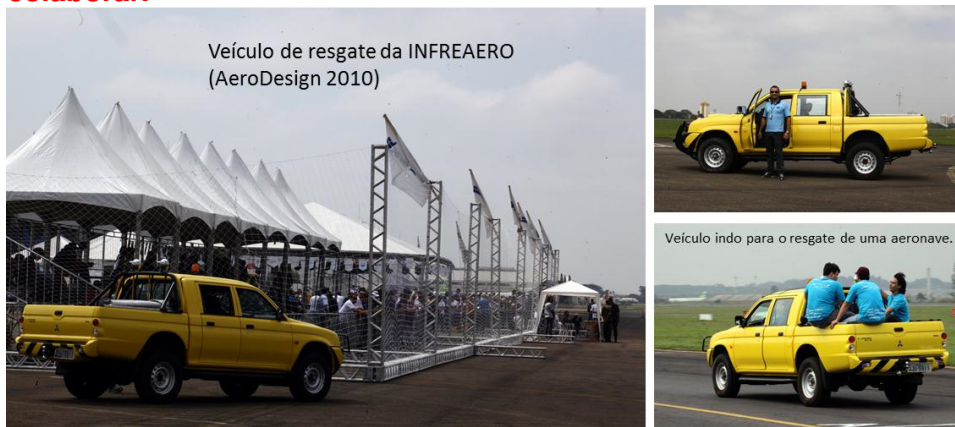 Veículo de resgate da INFREAERO
(AeroDesign 2010)
Veículo indo para o resgate de uma aeronave.